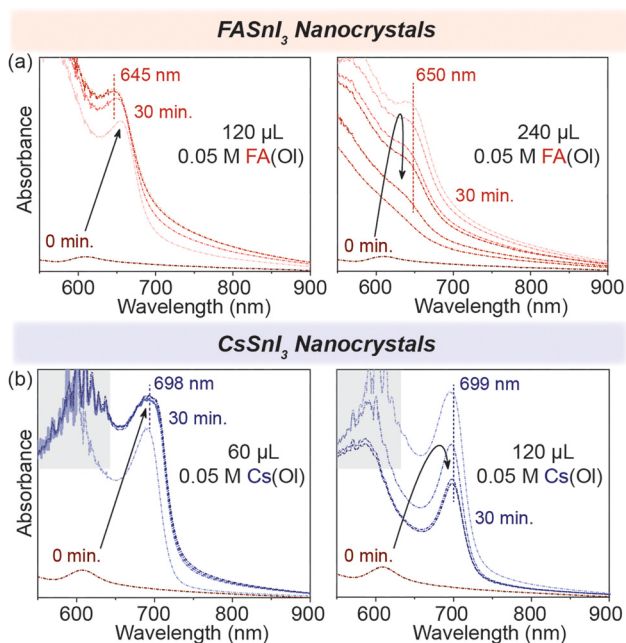 FASnI₃ Nanocrystals
(a)
Absorbance
645 nm
30 min.
120 µL
0.05 M FA(Ol)
0 min.
600 700 800 900
Wavelength (nm)
650 nm
240 µL
0.05 M FA(Ol)
30 min.
0 min.
600 700 800 900
Wavelength (nm)
CsSnI₃ Nanocrystals
(b)
Absorbance
698 nm
30 min.
60 µL
0.05 M Cs(Ol)
0 min.
600 700 800 900
Wavelength (nm)
699 nm
120 µL
0.05 M Cs(Ol)
30 min.
0 min.
600 700 800 900
Wavelength (nm)